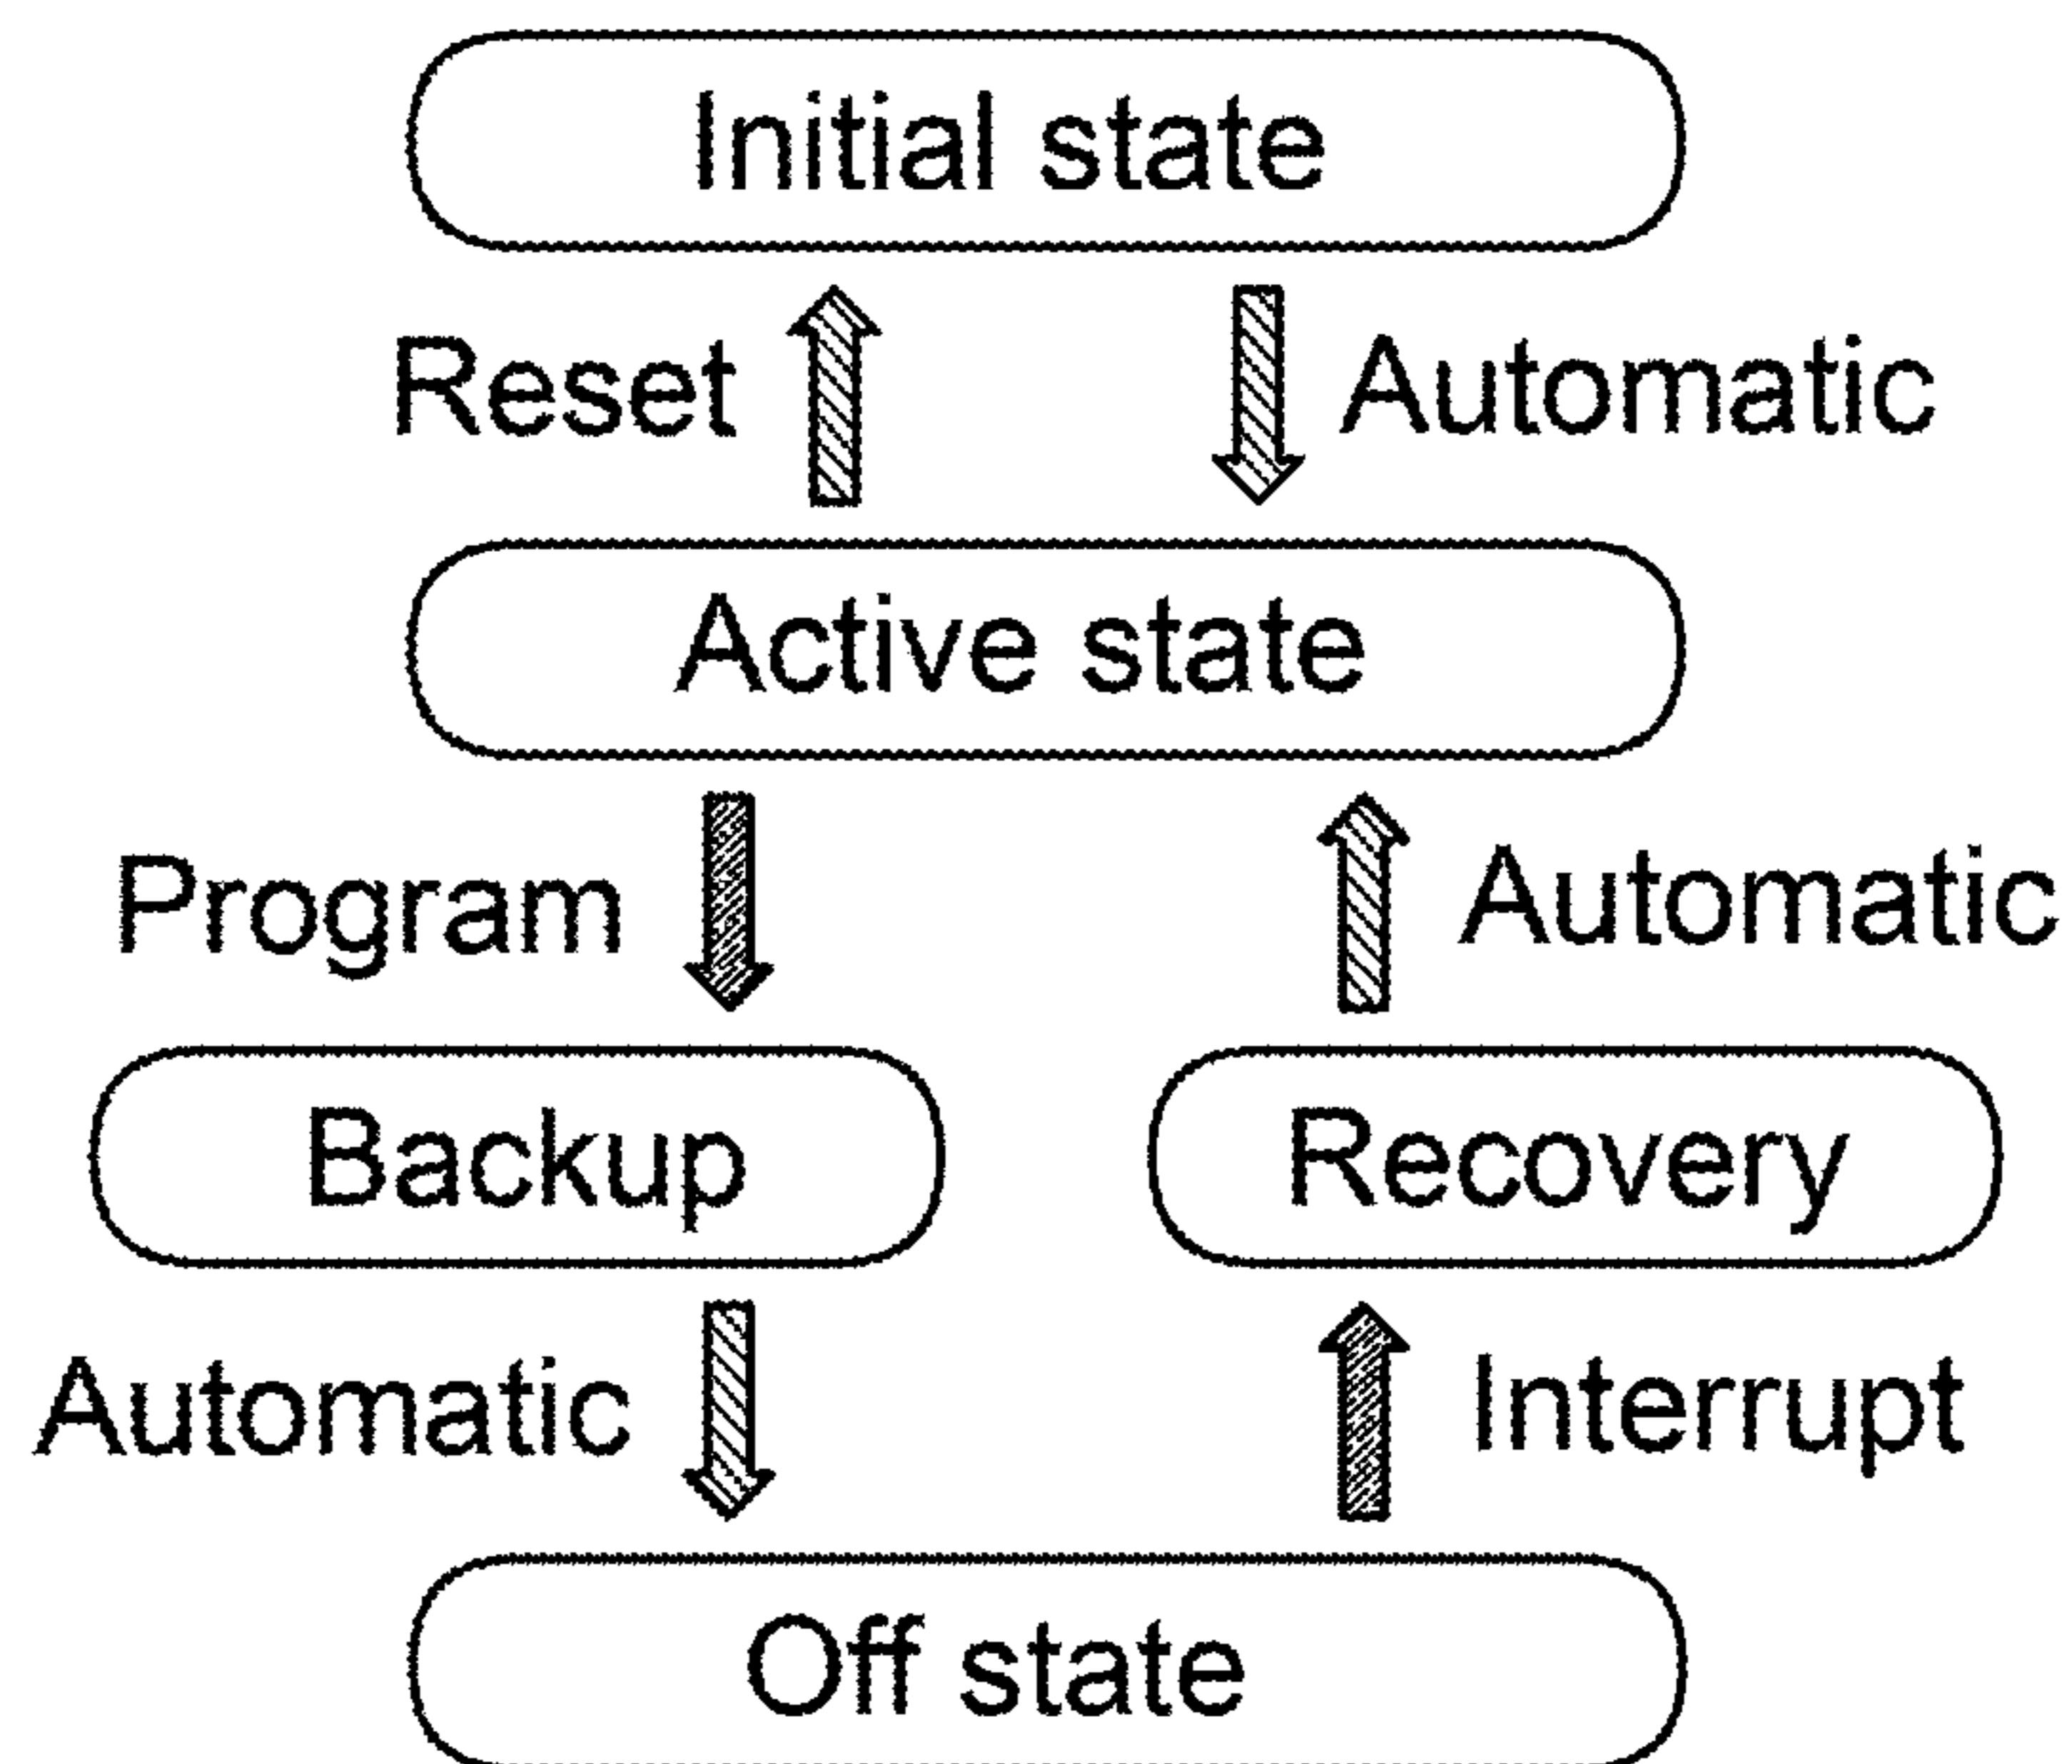 Initial state
Reset
Automatic
Active state
Program
Automatic
Backup
Recovery
Automatic
Interrupt
Off state